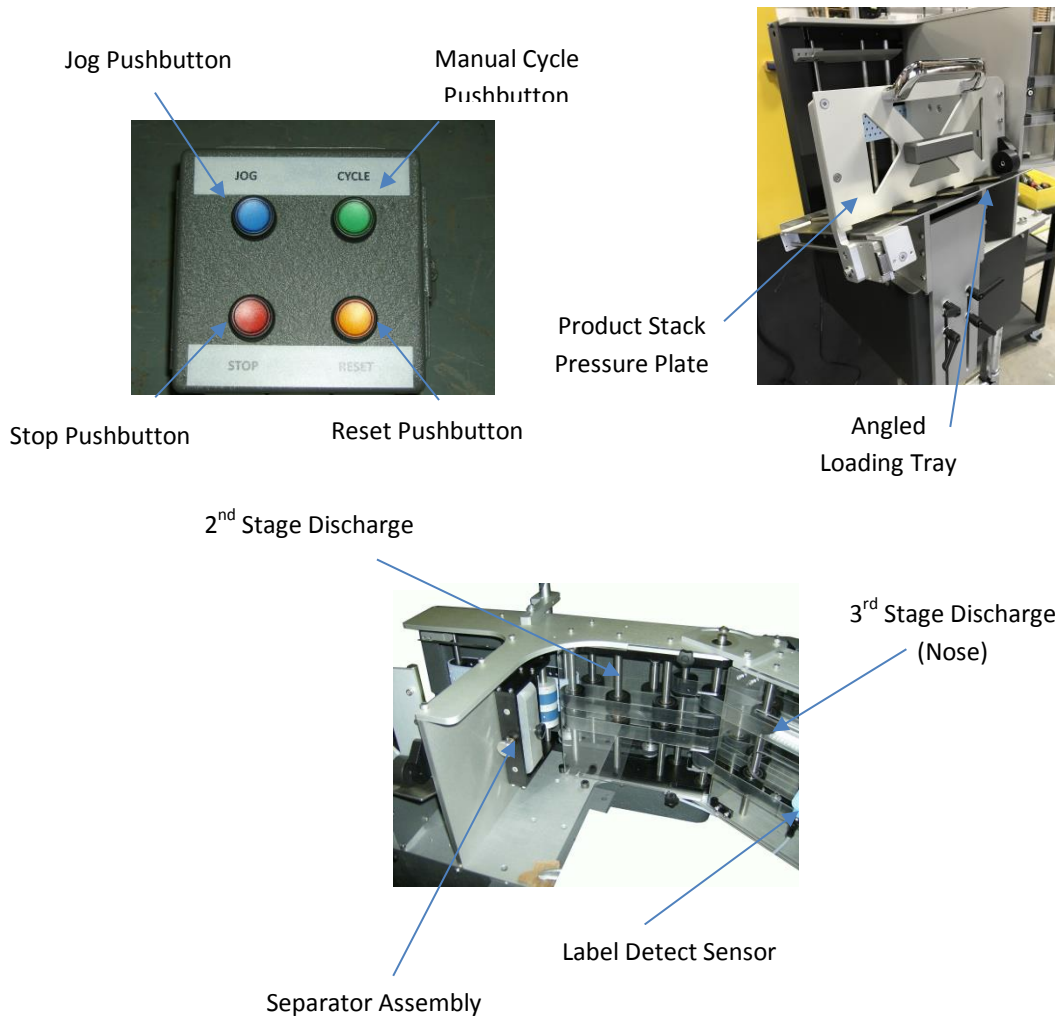 Jog Pushbutton
Manual Cycle
Pushbutton
JOG
CYCLE
STOP
RESET
Stop Pushbutton
Reset Pushbutton
Product Stack
Pressure Plate
Angled
Loading Tray
2nd Stage Discharge
3rd Stage Discharge
(Nose)
Label Detect Sensor
Separator Assembly